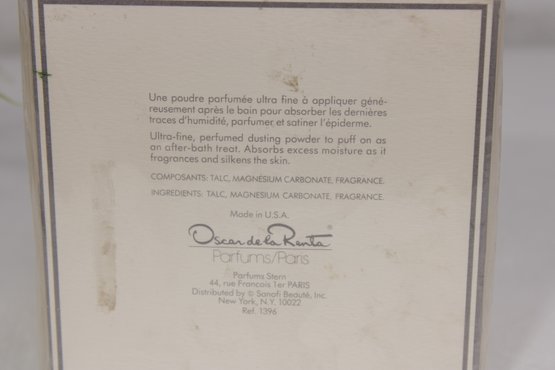 Une poudre parfumée ultra fine à appliquer géné-
reusement après le bain pour absorber les dernières
traces d'humidité, parfumer et satiner l'épiderme.
Ultra-fine, perfumed dusting powder to puff on as
an after-bath treat. Absorbs excess moisture as it
fragrances and silkens the skin.
COMPOSANTS: TALC, MAGNÉSIUM CARBONATE, FRAGRANCE.
INGREDIENTS: TALC, MAGNESIUM CARBONATE, FRAGRANCE.
Made in U.S.A.
Oscar de la Renta®
Parfums/Paris
Parfums Stern
44, rue François 1er PARIS
Distributed by © Sanofi Beauté, Inc.
New York, N.Y. 10022
Ref. 1396